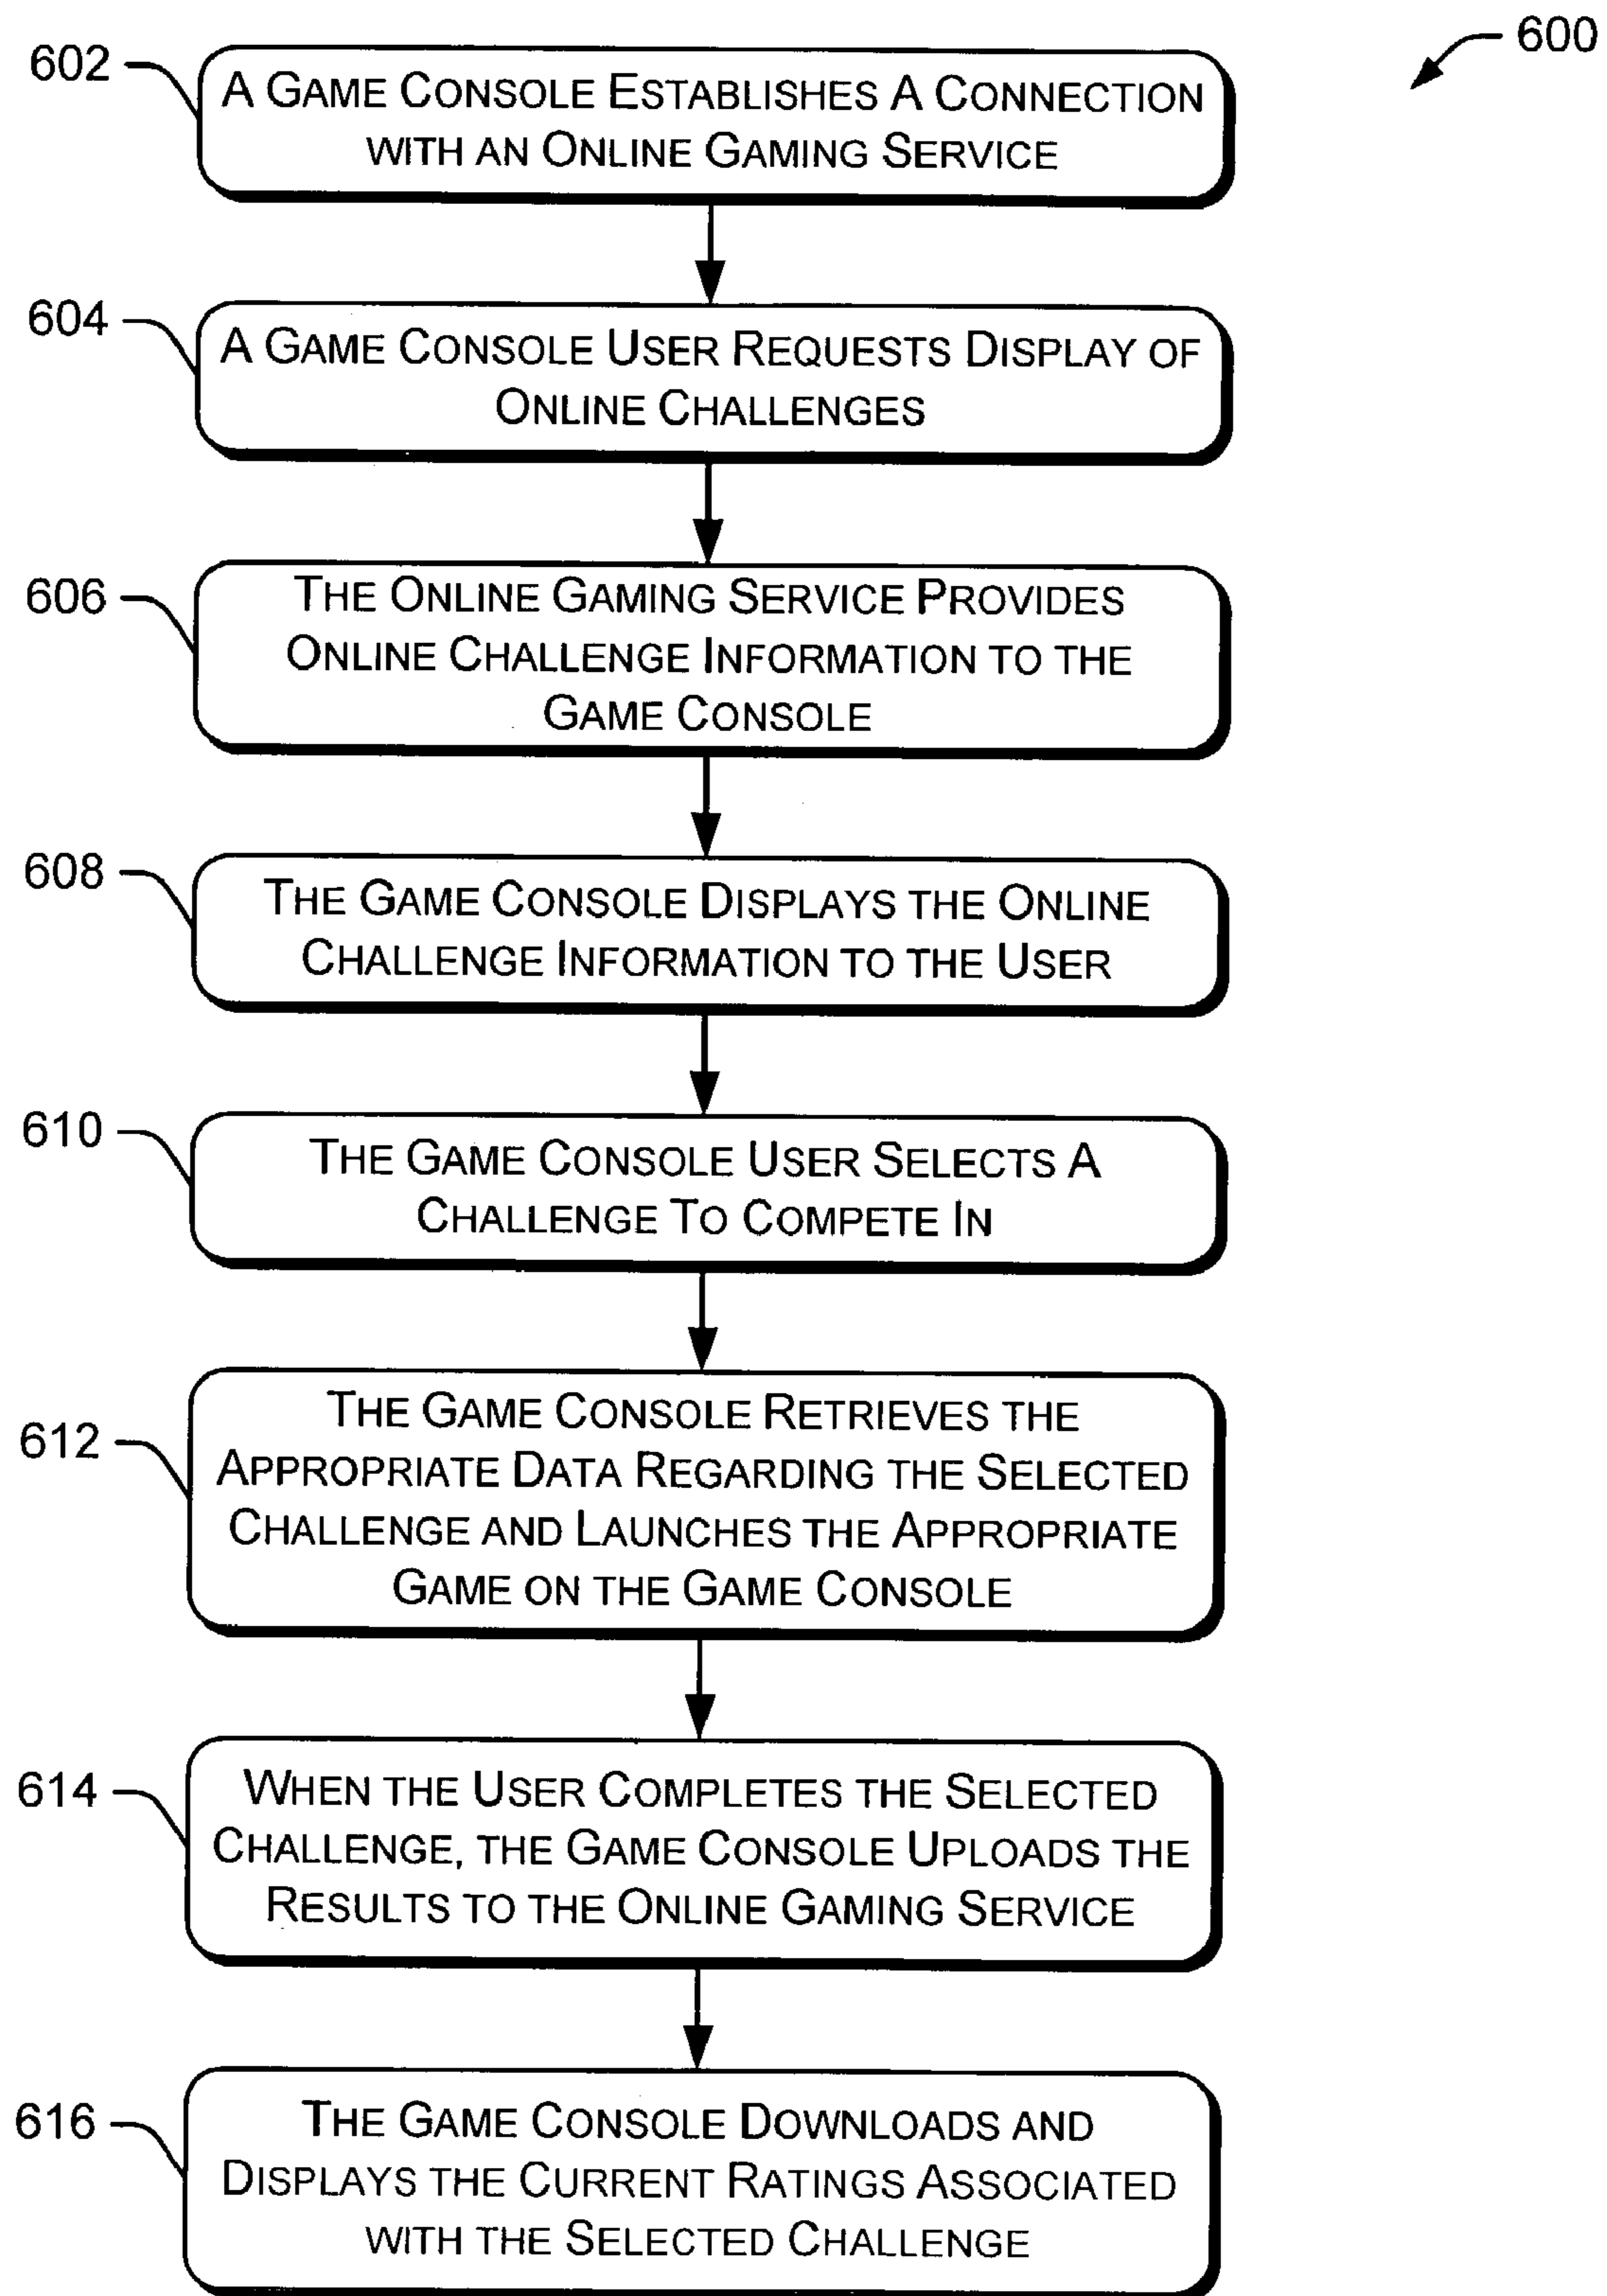 600
602
A GAME CONSOLE ESTABLISHES A CONNECTION
WITH AN ONLINE GAMING SERVICE
604
A GAME CONSOLE USER REQUESTS DISPLAY OF
ONLINE CHALLENGES
606
THE ONLINE GAMING SERVICE PROVIDES
ONLINE CHALLENGE INFORMATION TO THE
GAME CONSOLE
608
THE GAME CONSOLE DISPLAYS THE ONLINE
CHALLENGE INFORMATION TO THE USER
610
THE GAME CONSOLE USER SELECTS A
CHALLENGE TO COMPETE IN
612
THE GAME CONSOLE RETRIEVES THE
APPROPRIATE DATA REGARDING THE SELECTED
CHALLENGE AND LAUNCHES THE APPROPRIATE
GAME ON THE GAME CONSOLE
614
WHEN THE USER COMPLETES THE SELECTED
CHALLENGE, THE GAME CONSOLE UPLOADS THE
RESULTS TO THE ONLINE GAMING SERVICE
616
THE GAME CONSOLE DOWNLOADS AND
DISPLAYS THE CURRENT RATINGS ASSOCIATED
WITH THE SELECTED CHALLENGE